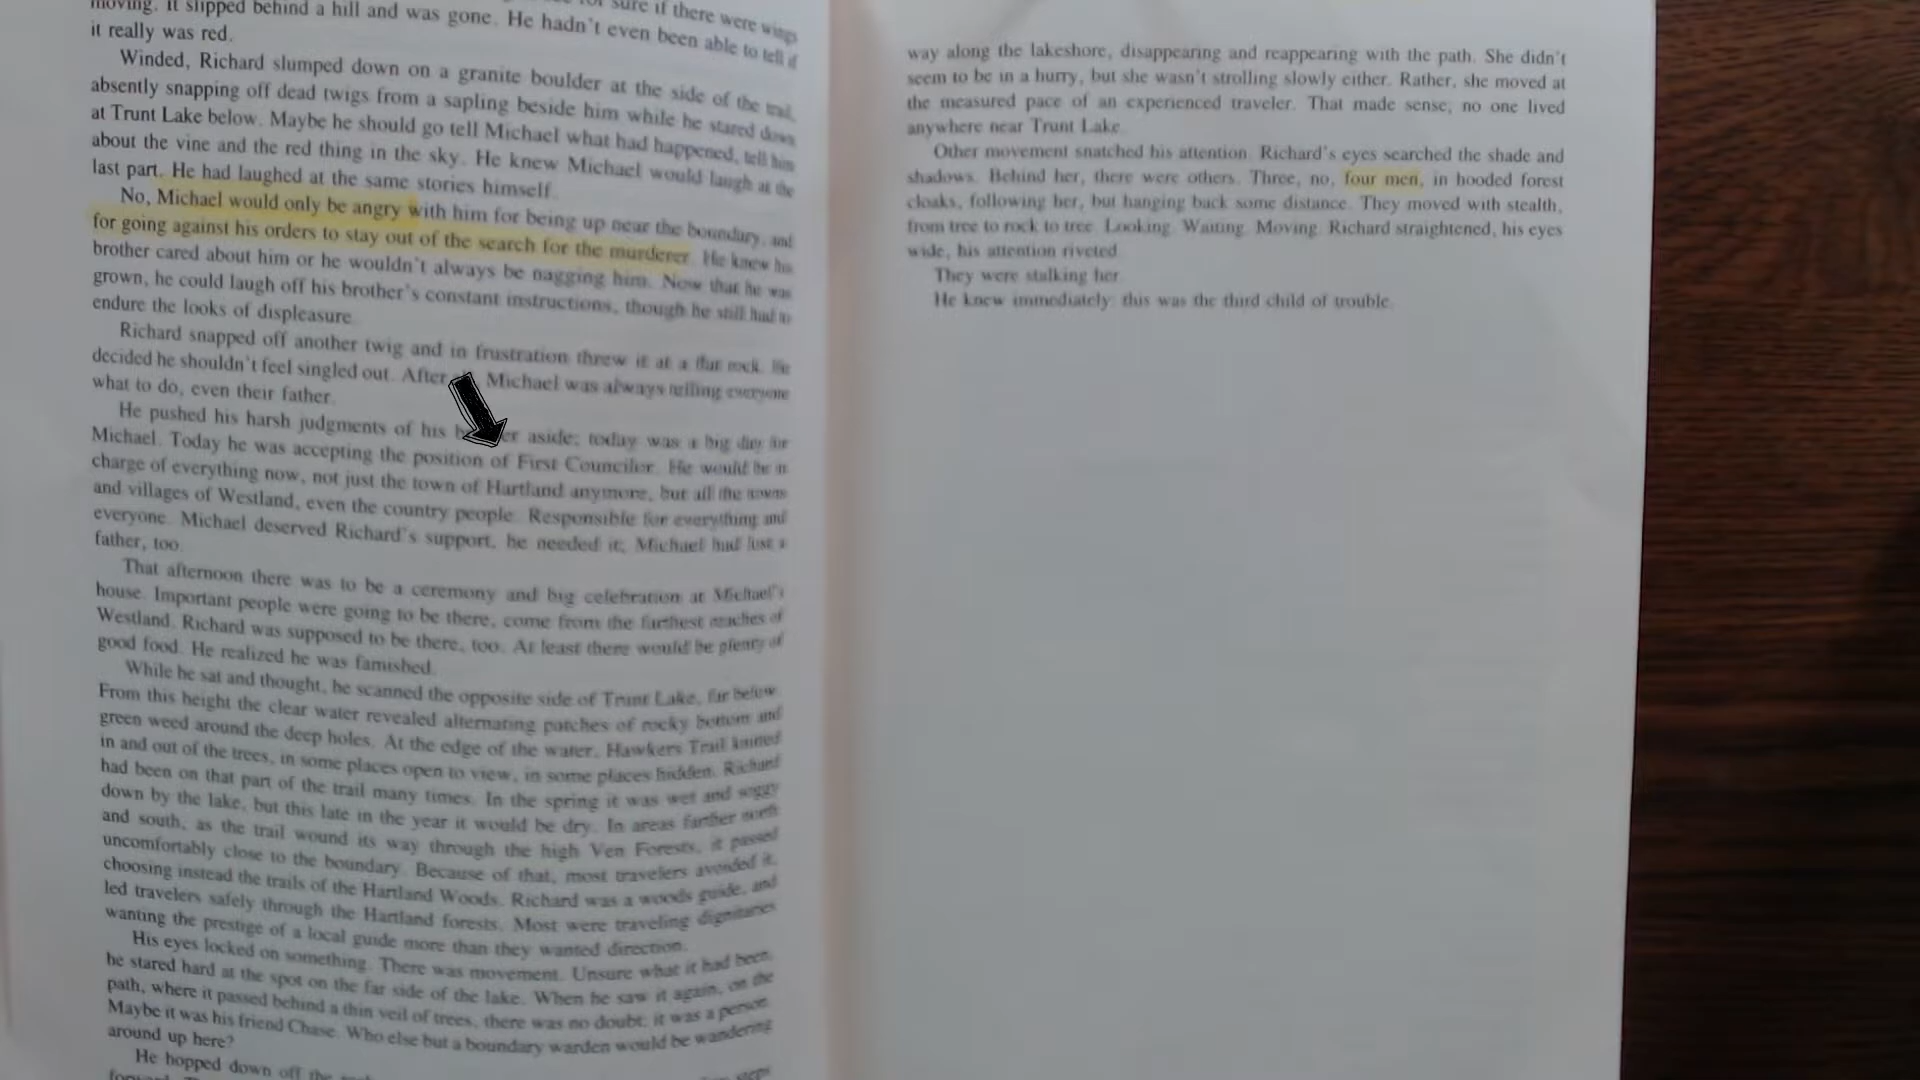 moving. It slipped behind a hill and was gone. He hadn't even been able to tell if
sure if there were wings
it really was red.
Winded, Richard slumped down on a granite boulder at the side of the trail,
absently snapping off dead twigs from a sapling beside him while he stared down
at Trunt Lake below. Maybe he should go tell Michael what had happened, tell him
about the vine and the red thing in the sky. He knew Michael would laugh at the
last part. He had laughed at the same stories himself.
No, Michael would only be angry with him for being up near the boundary, and
for going against his orders to stay out of the search for the murderer. He knew his
brother cared about him or he wouldn't always be nagging him. Now that he was
grown, he could laugh off his brother's constant instructions, though he still had to
endure the looks of displeasure.
Richard snapped off another twig and in frustration threw it at a flat rock. He
decided he shouldn't feel singled out. After Michael was always telling everyone
what to do, even their father.
He pushed his harsh judgments of his aside; today was a big day for
Michael. Today he was accepting the position of First Councilor. He would be in
charge of everything now, not just the town of Hartland anymore, but all the towns
and villages of Westland, even the country people. Responsible for everything and
everyone. Michael deserved Richard's support, he needed it; Michael had lost a
father, too.
That afternoon there was to be a ceremony and big celebration at Michael's
house. Important people were going to be there, come from the farthest reaches of
Westland. Richard was supposed to be there, too. At least there would be plenty of
good food. He realized he was famished.
While he sat and thought, he scanned the opposite side of Trunt Lake, far below.
From this height the clear water revealed alternating patches of rocky bottom and
green weed around the deep holes. At the edge of the water, Hawkers Trail knitted
in and out of the trees, in some places open to view, in some places hidden. Richard
had been on that part of the trail many times. In the spring it was wet and soggy
down by the lake, but this late in the year it would be dry. In areas farther north
and south, as the trail wound its way through the high Ven Forests, it passed
uncomfortably close to the boundary. Because of that, most travelers avoided it,
choosing instead the trails of the Hartland Woods. Richard was a woods guide, and
led travelers safely through the Hartland forests. Most were traveling dignitaries
wanting the prestige of a local guide more than they wanted direction.
His eyes locked on something. There was movement. Unsure what it had been,
he stared hard at the spot on the far side of the lake. When he saw it again, on the
path, where it passed behind a thin veil of trees, there was no doubt; it was a person.
Maybe it was his friend Chase. Who else but a boundary warden would be wandering
around up here?
He hopped down off the steps
way along the lakeshore, disappearing and reappearing with the path. She didn't
seem to be in a hurry, but she wasn't strolling slowly either. Rather, she moved at
the measured pace of an experienced traveler. That made sense; no one lived
anywhere near Trunt Lake.
Other movement snatched his attention. Richard's eyes searched the shade and
shadows. Behind her, there were others. Three, no, four men, in hooded forest
cloaks, following her, but hanging back some distance. They moved with stealth,
from tree to rock to tree. Looking. Waiting. Moving. Richard straightened, his eyes
wide, his attention riveted.
They were stalking her.
He knew immediately: this was the third child of trouble.